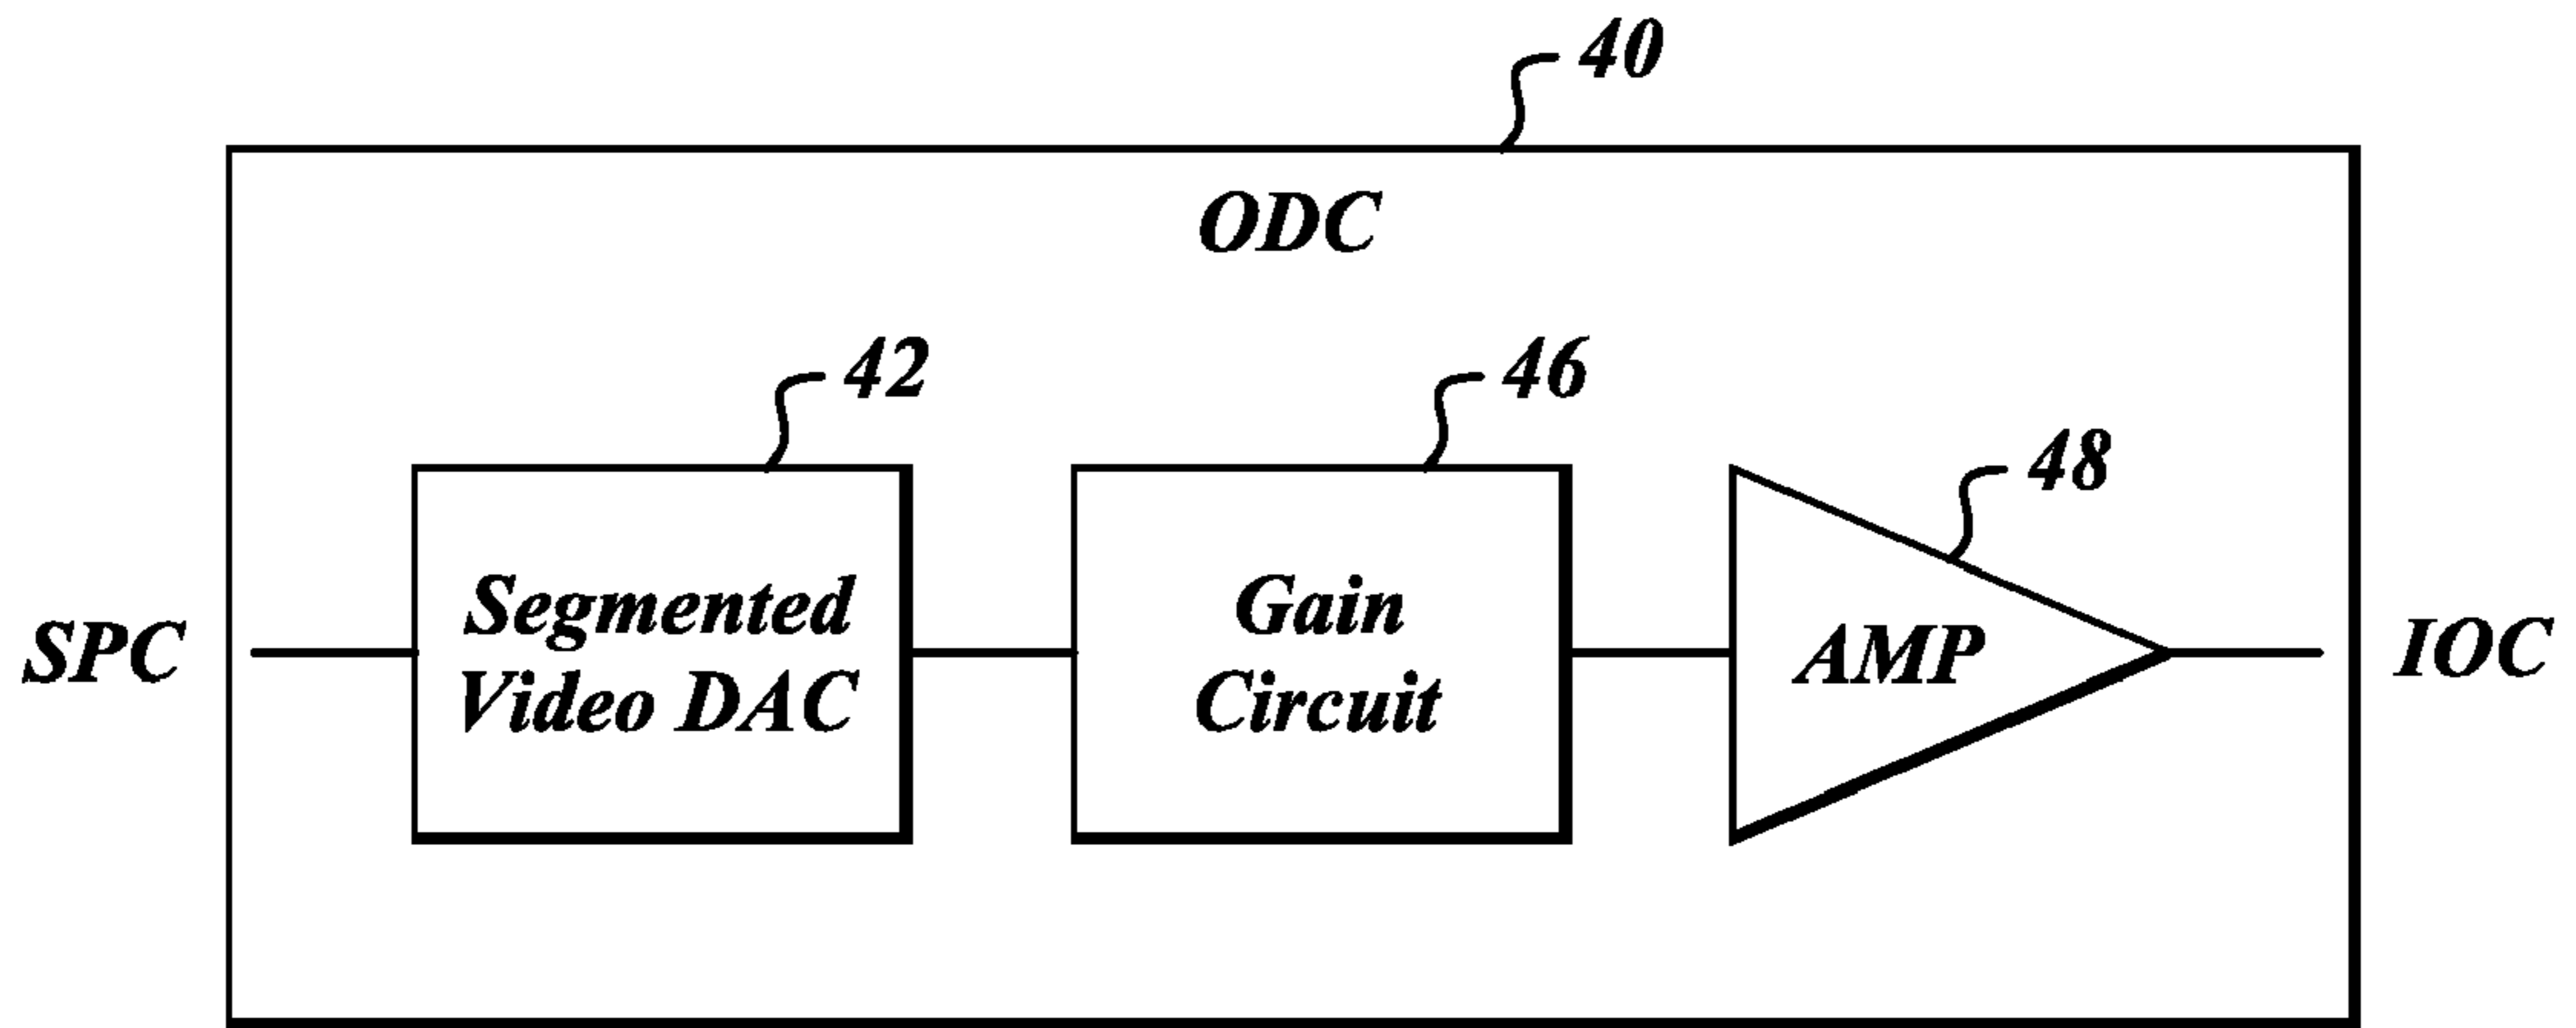 40
ODC
42
46
48
SPC
Segmented
Video DAC
Gain
Circuit
AMP
IOC